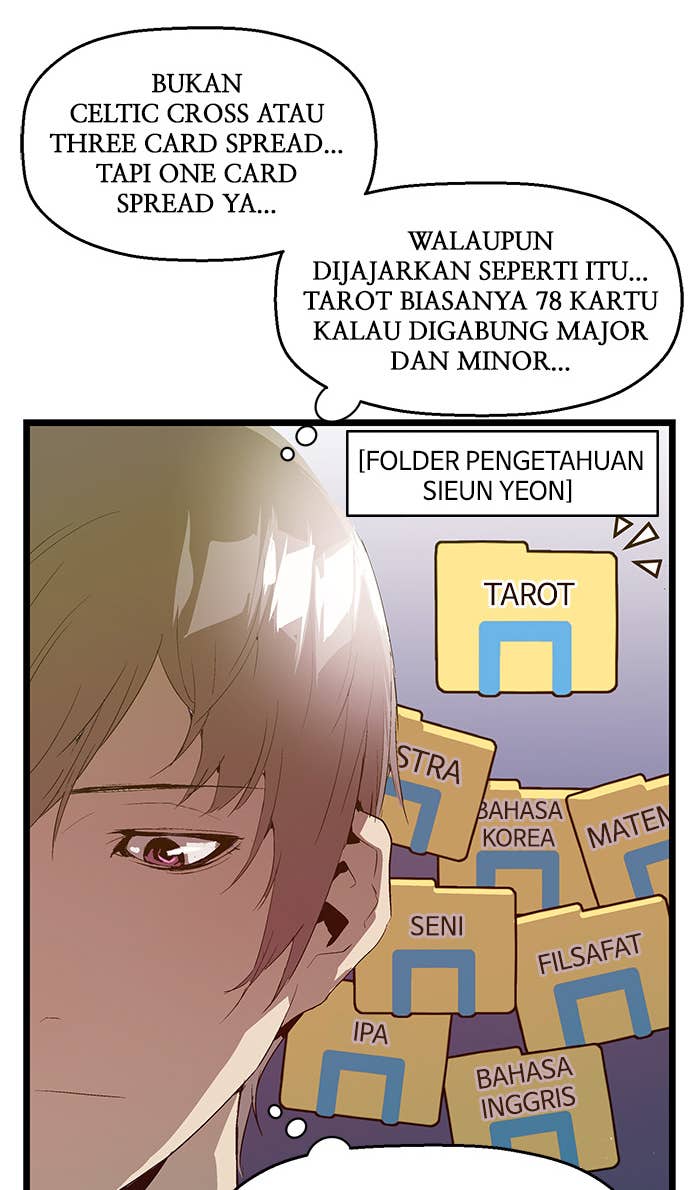 BUKAN
CELTIC CROSS ATAU
THREE CARD SPREAD...
TAPI ONE CARD
SPREAD YA...
WALAUPUN
DIJAJARKAN SEPERTI ITU...
TAROT BIASANYA 78 KARTU
KALAU DIGABUNG MAJOR
DAN MINOR...
[FOLDER PENGETAHUAN
SIEUN YEON]
TAROT
STRA
BAHASA
KOREA
MATEM
SENI
FILSAFAT
IPA
BAHASA
INGGRIS